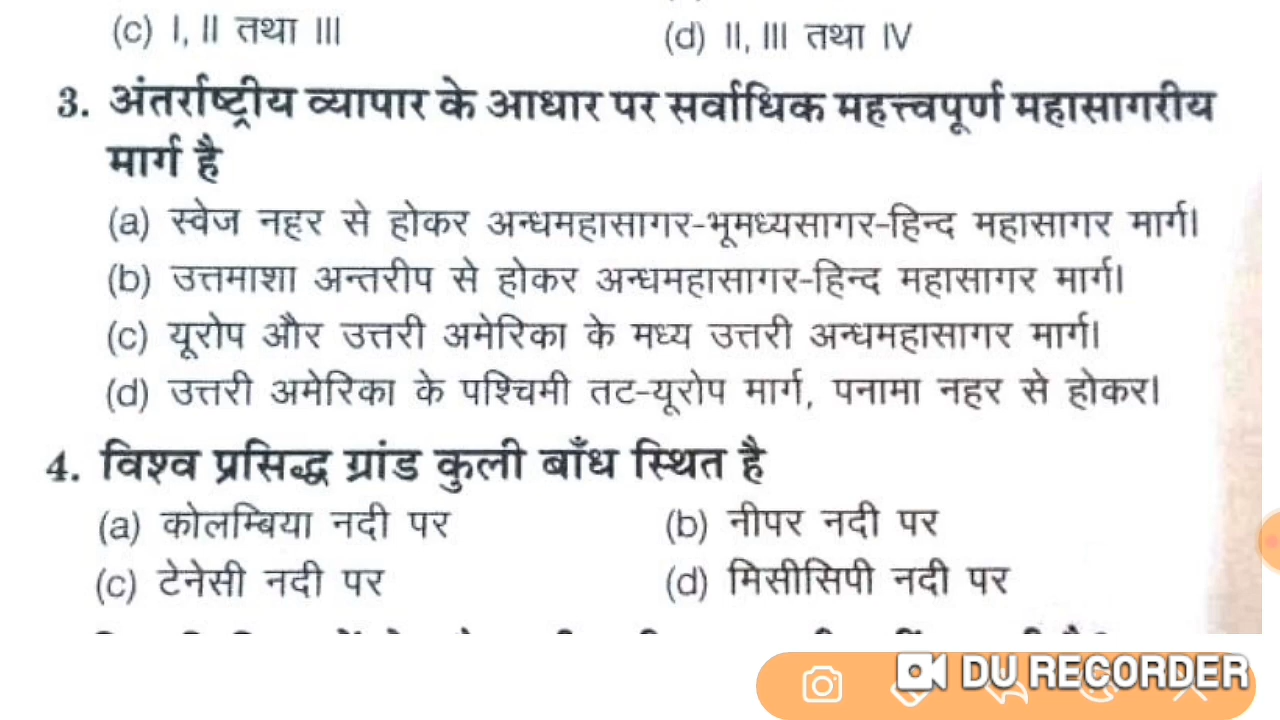 (c) I, II तथा III (d) II, III तथा IV
3. अंतर्राष्ट्रीय व्यापार के आधार पर सर्वाधिक महत्त्वपूर्ण महासागरीय
मार्ग है
(a) स्वेज नहर से होकर अन्धमहासागर-भूमध्यसागर-हिन्द महासागर मार्ग।
(b) उत्तमाशा अन्तरीप से होकर अन्धमहासागर-हिन्द महासागर मार्ग।
(c) यूरोप और उत्तरी अमेरिका के मध्य उत्तरी अन्धमहासागर मार्ग।
(d) उत्तरी अमेरिका के पश्चिमी तट-यूरोप मार्ग, पनामा नहर से होकर।
4. विश्व प्रसिद्ध ग्रांड कुली बाँध स्थित है
(a) कोलम्बिया नदी पर (b) नीपर नदी पर
(c) टेनेसी नदी पर (d) मिसीसिपी नदी पर
DU RECORDER